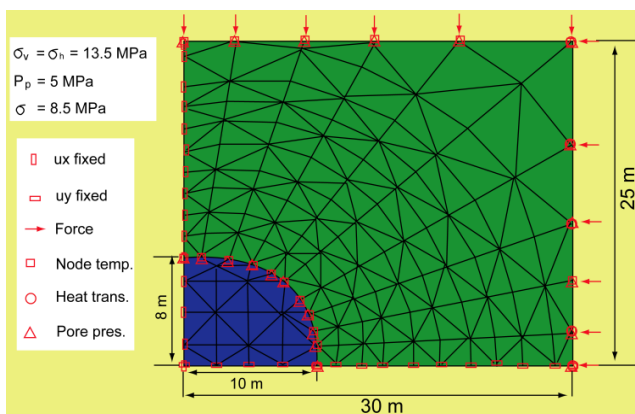 σv = σh = 13.5 MPa
Pp = 5 MPa
σ = 8.5 MPa
ux fixed
uy fixed
Force
Node temp.
Heat trans.
Pore pres.
8 m
10 m
30 m
25 m